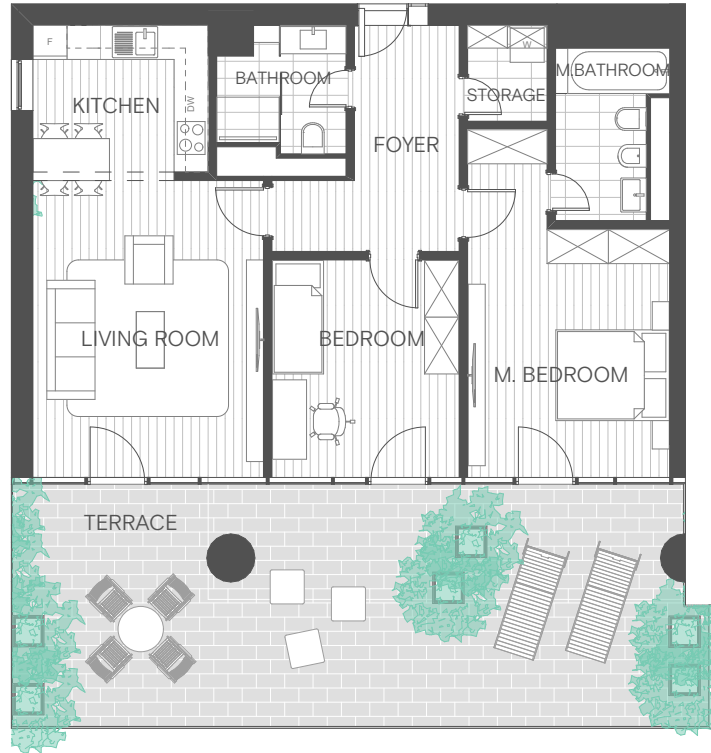 F
W
BATHROOM
M.BATHROOM
KITCHEN
DW
STORAGE
FOYER
LIVING ROOM
BEDROOM
M. BEDROOM
TERRACE